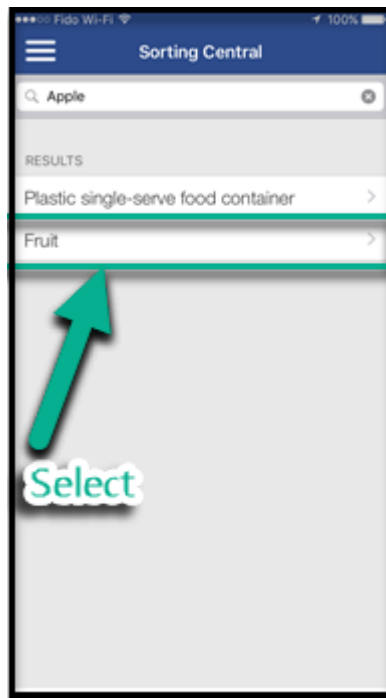 Fido Wi-Fi 100%
Sorting Central
Apple
RESULTS
Plastic single-serve food container
Fruit
Select